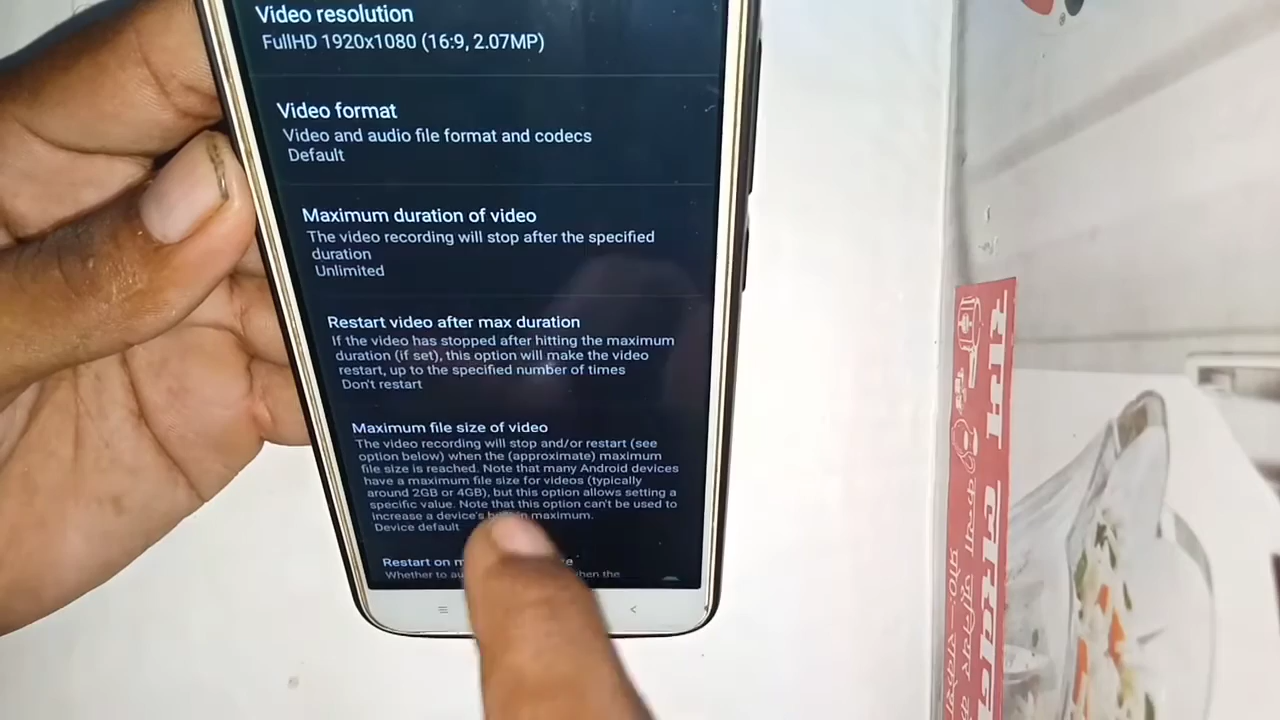 Video resolution
FullHD 1920x1080 (16:9, 2.07MP)
Video format
Video and audio file format and codecs
Default
Maximum duration of video
The video recording will stop after the specified
duration
Unlimited
Restart video after max duration
If the video has stopped after hitting the maximum
duration (if set), this option will make the video
restart, up to the specified number of times
Don't restart
Maximum file size of video
The video recording will stop and/or restart (see
option below) when the (approximate) maximum
file size is reached. Note that many Android devices
have a maximum file size for videos (typically
around 2GB or 4GB), but this option allows setting a
specific value. Note that this option can't be used to
increase a device's maximum.
Device default
Restart on
Whether to when the